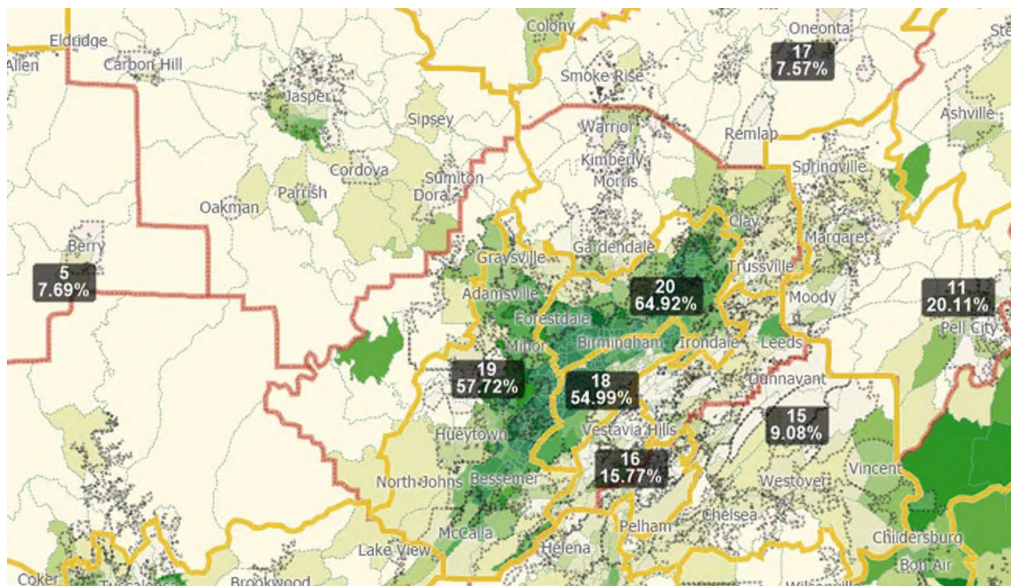 Colony
Oneonta
Eldridge
Allen
Carbon Hill
17
7.57%
Smoke Rise
Jasper
Sipsey
Ashville
Warrior
Remlap
Kimberly
Morris
Springville
Cordova
Sumiton
Dora
Parrish
Oakman
Clay
Berry
Gardendale
Margaret
Graysville
Trussville
5
7.69%
Adamsville
20
64.92%
Moody
11
20.11%
Forestdale
Pell City
Minor
Birmingham
Irondale
Leeds
19
57.72%
18
54.99%
Dunnavant
15
9.08%
Hueytown
Vestavia Hills
16
15.77%
Vincent
North Johns
Bessemer
Westover
Chelsea
McCalla
Pelham
Childersburg
Lake View
Helena
Bon Air
Coker
Brookwood
Wilsonville